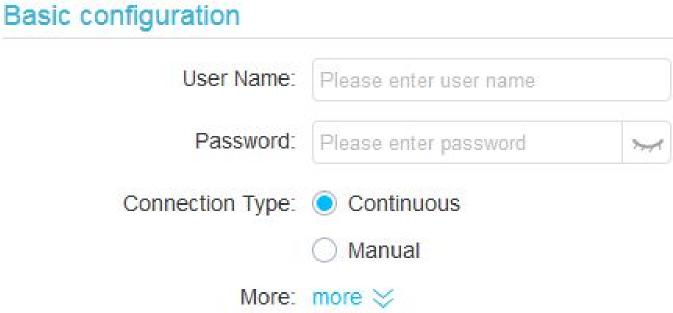 Basic configuration
User Name: Please enter user name
Password: Please enter password
Connection Type: Continuous
Manual
More: more